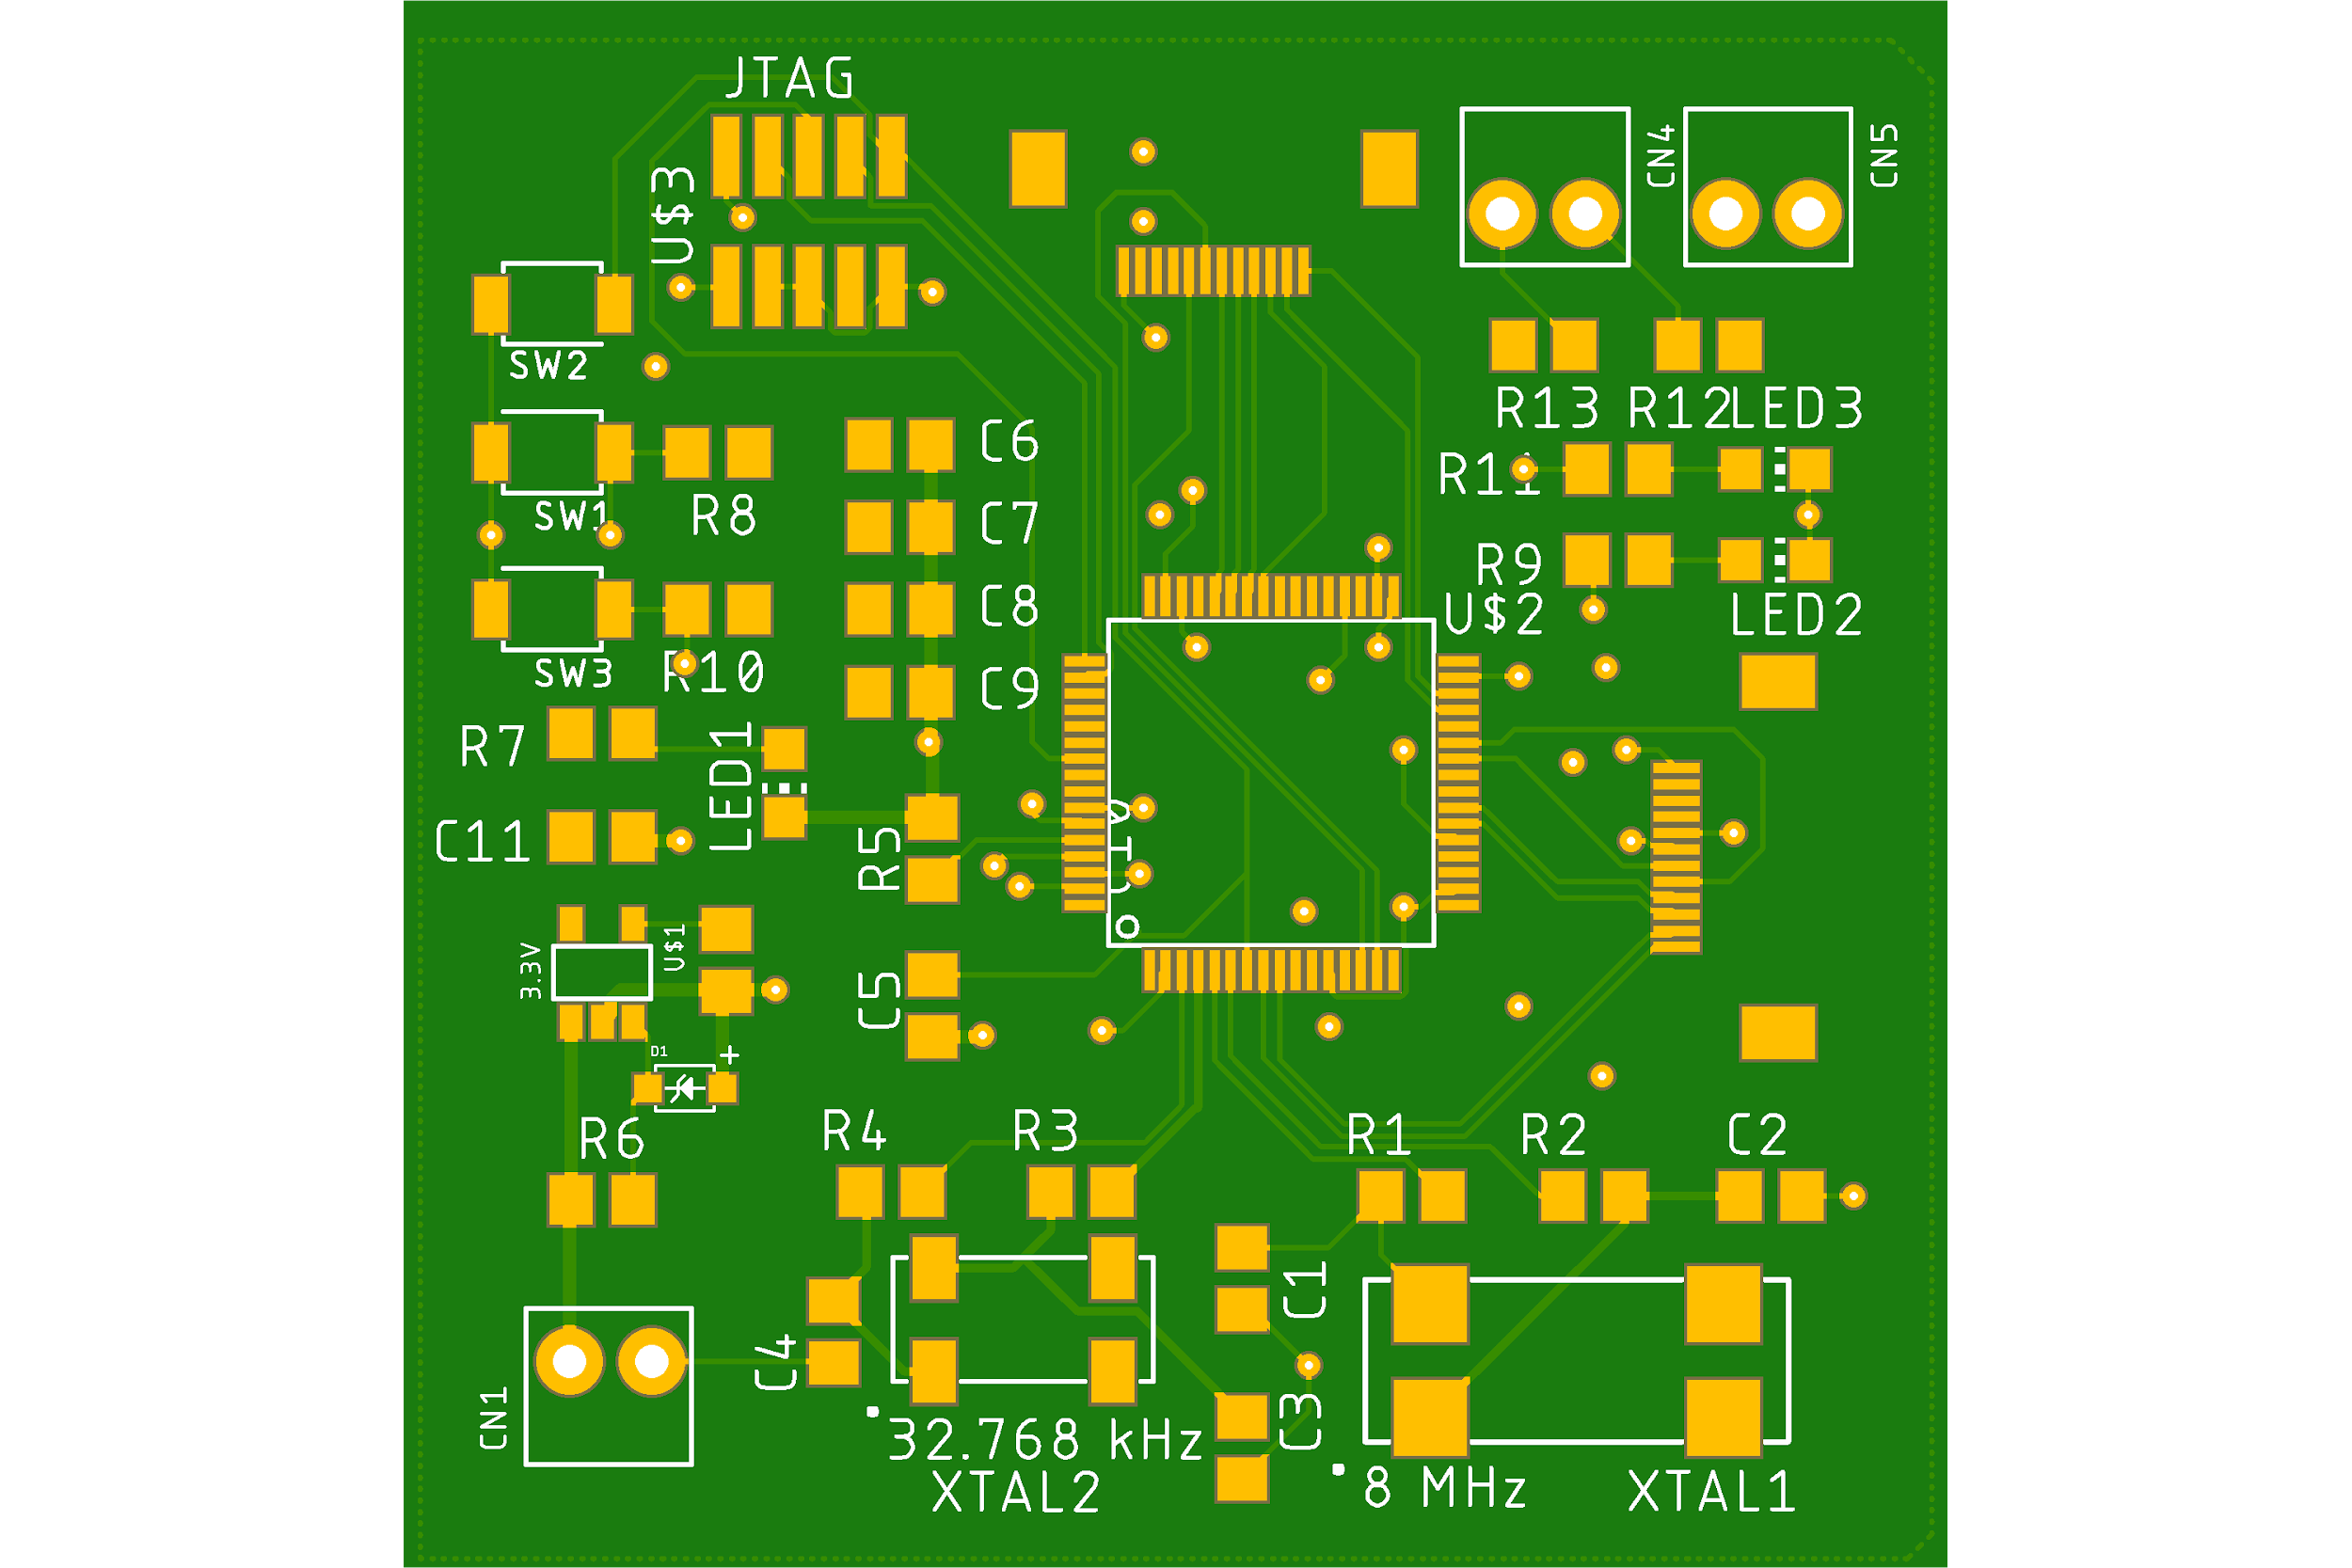 JTAG
U$3
CN4
CN5
SW2
R13
R12
LED3
C6
R11
SW1
R8
C7
R9
U$2
LED2
C8
SW3
R10
C9
R7
LED1
C11
R5
U$1
3.3V
C5
D1
+
R6
R4
R3
R1
R2
C2
C1
C4
CN1
C3
32.768 kHz
XTAL2
8 MHz
XTAL1